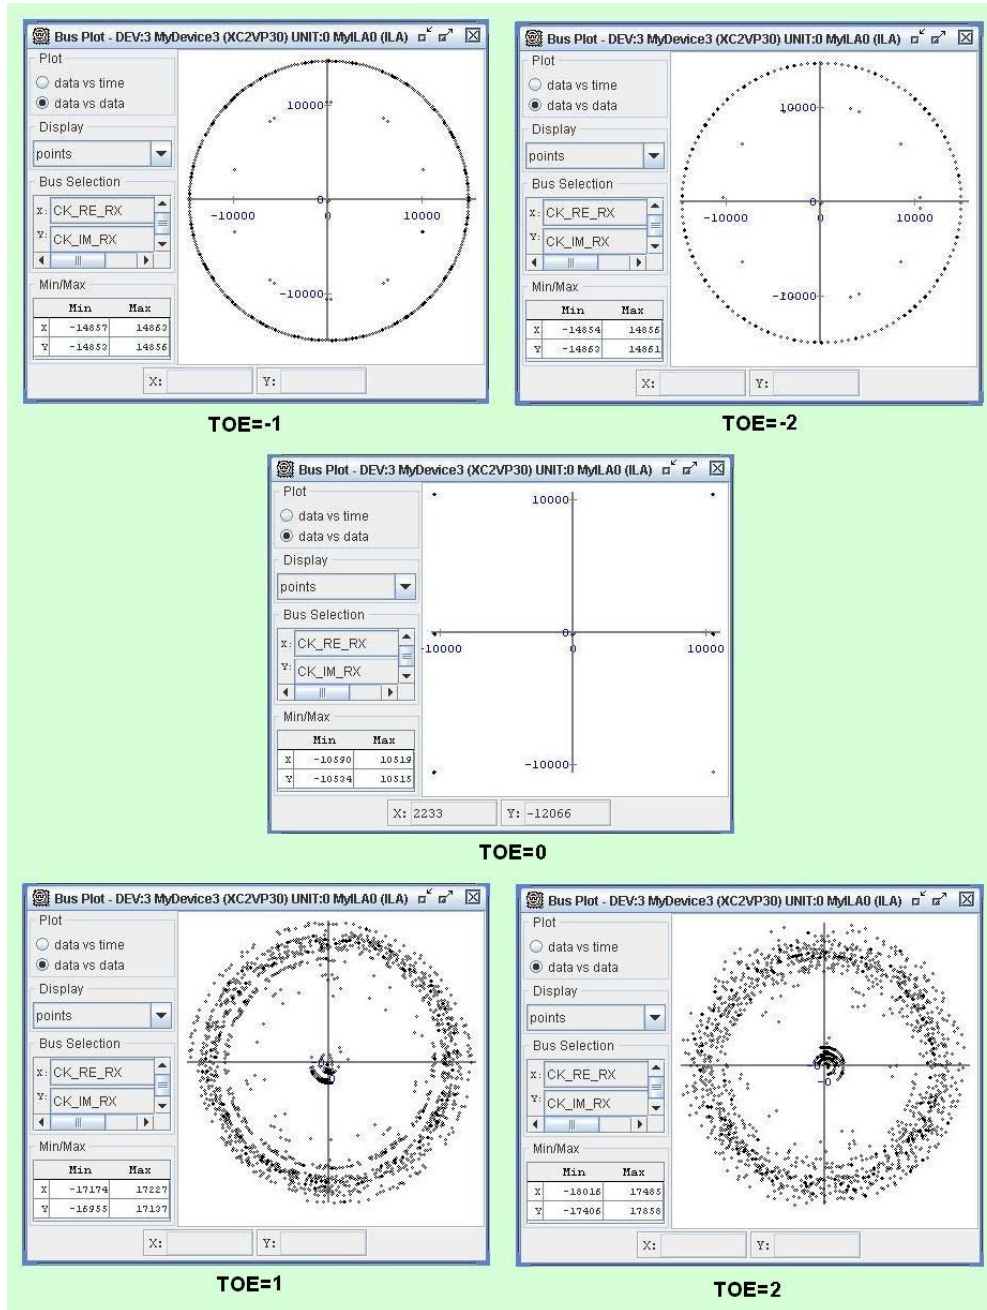 Bus Plot - DEV:3 MyDevice3 (XC2VP30) UNIT:0 MyILA0 (ILA)
Plot
data vs time
data vs data
Display
points
Bus Selection
X: CK_RE_RX
Y: CK_IM_RX
Min/Max
Min Max
X -14857 14863
Y -14853 14856
10000
0
-10000 0 10000
-10000
X: Y:
TOE=-1
Bus Plot - DEV:3 MyDevice3 (XC2VP30) UNIT:0 MyILA0 (ILA)
Plot
data vs time
data vs data
Display
points
Bus Selection
X: CK_RE_RX
Y: CK_IM_RX
Min/Max
Min Max
X -14854 14856
Y -14863 14861
10000
0
-10000 0 10000
-10000
X: Y:
TOE=-2
Bus Plot - DEV:3 MyDevice3 (XC2VP30) UNIT:0 MyILA0 (ILA)
Plot
data vs time
data vs data
Display
points
Bus Selection
X: CK_RE_RX
Y: CK_IM_RX
Min/Max
Min Max
X -10590 10519
Y -10534 10515
10000
0
-10000 0 10000
-10000
X: 2233 Y: -12066
TOE=0
Bus Plot - DEV:3 MyDevice3 (XC2VP30) UNIT:0 MyILA0 (ILA)
Plot
data vs time
data vs data
Display
points
Bus Selection
X: CK_RE_RX
Y: CK_IM_RX
Min/Max
Min Max
X -17174 17227
Y -16955 17137
X: Y:
TOE=1
Bus Plot - DEV:3 MyDevice3 (XC2VP30) UNIT:0 MyILA0 (ILA)
Plot
data vs time
data vs data
Display
points
Bus Selection
X: CK_RE_RX
Y: CK_IM_RX
Min/Max
Min Max
X -18016 17485
Y -17406 17858
-0
-0
X: Y:
TOE=2